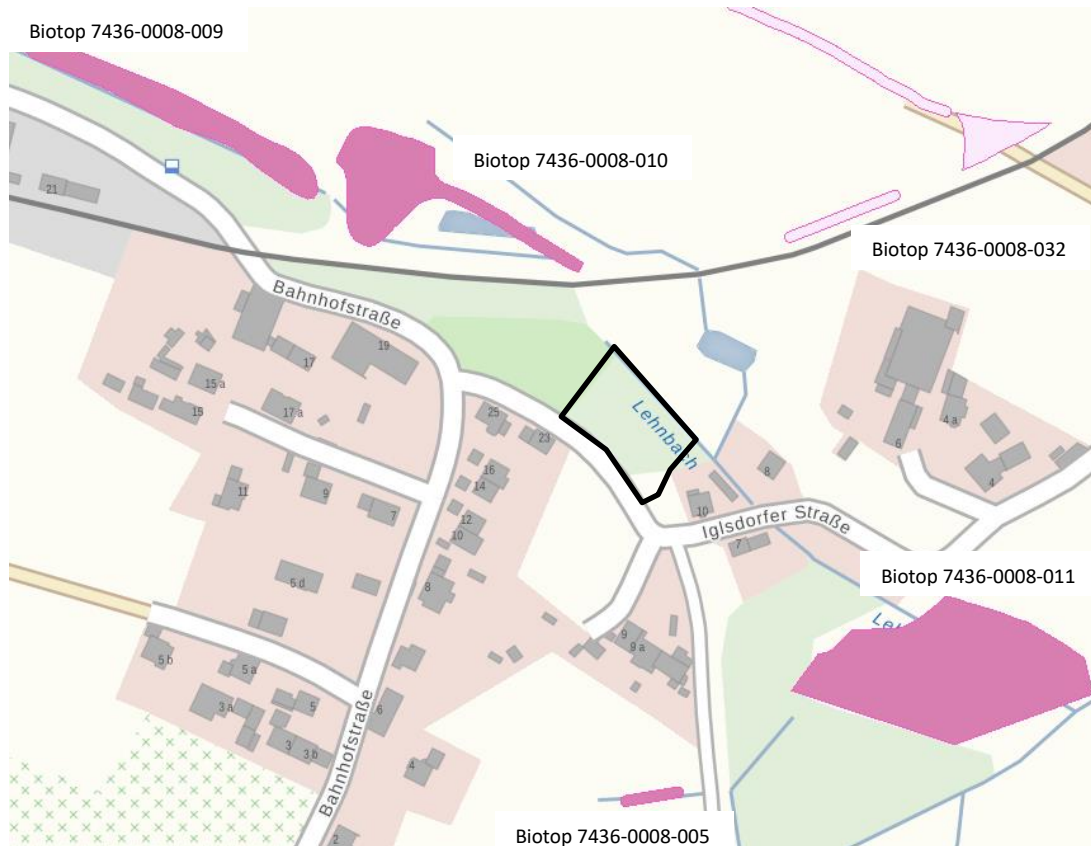 Biotop 7436-0008-009
Biotop 7436-0008-010
21
Biotop 7436-0008-032
Bahnhofstraße
19
17
15 a
15
17 a
25
23
Lehnbach
6
4 a
4
8
10
Iglsdorfer Straße
7
16
14
11
9
7
12
10
8
5 d
Biotop 7436-0008-011
9
9 a
5 b
5 a
3 a
5
3
3 b
6
Bahnhofstraße
4
2
Biotop 7436-0008-005